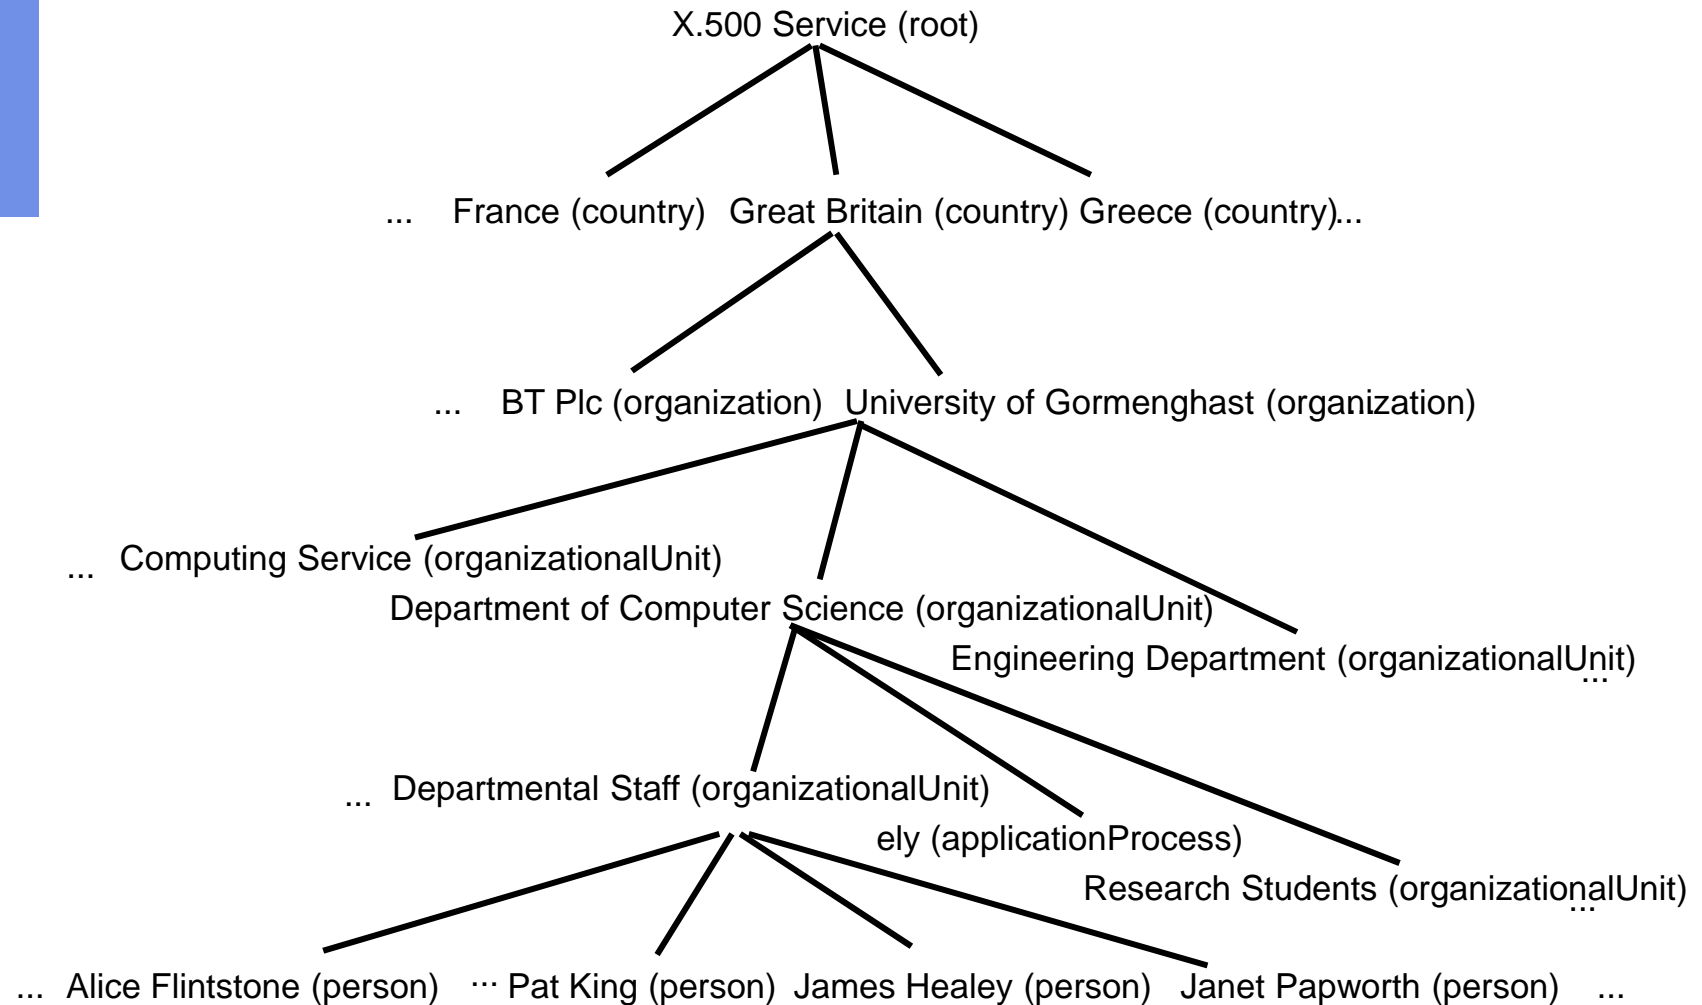 X.500 Service (root)
... France (country) Great Britain (country) Greece (country)...
... BT Plc (organization) University of Gormenghast (organization) ...
... Computing Service (organizationalUnit)
Department of Computer Science (organizationalUnit)
Engineering Department (organizationalUnit)
...
... Departmental Staff (organizationalUnit)
ely (applicationProcess)
Research Students (organizationalUnit)
...
... Alice Flintstone (person) ... Pat King (person) James Healey (person) Janet Papworth (person) ...